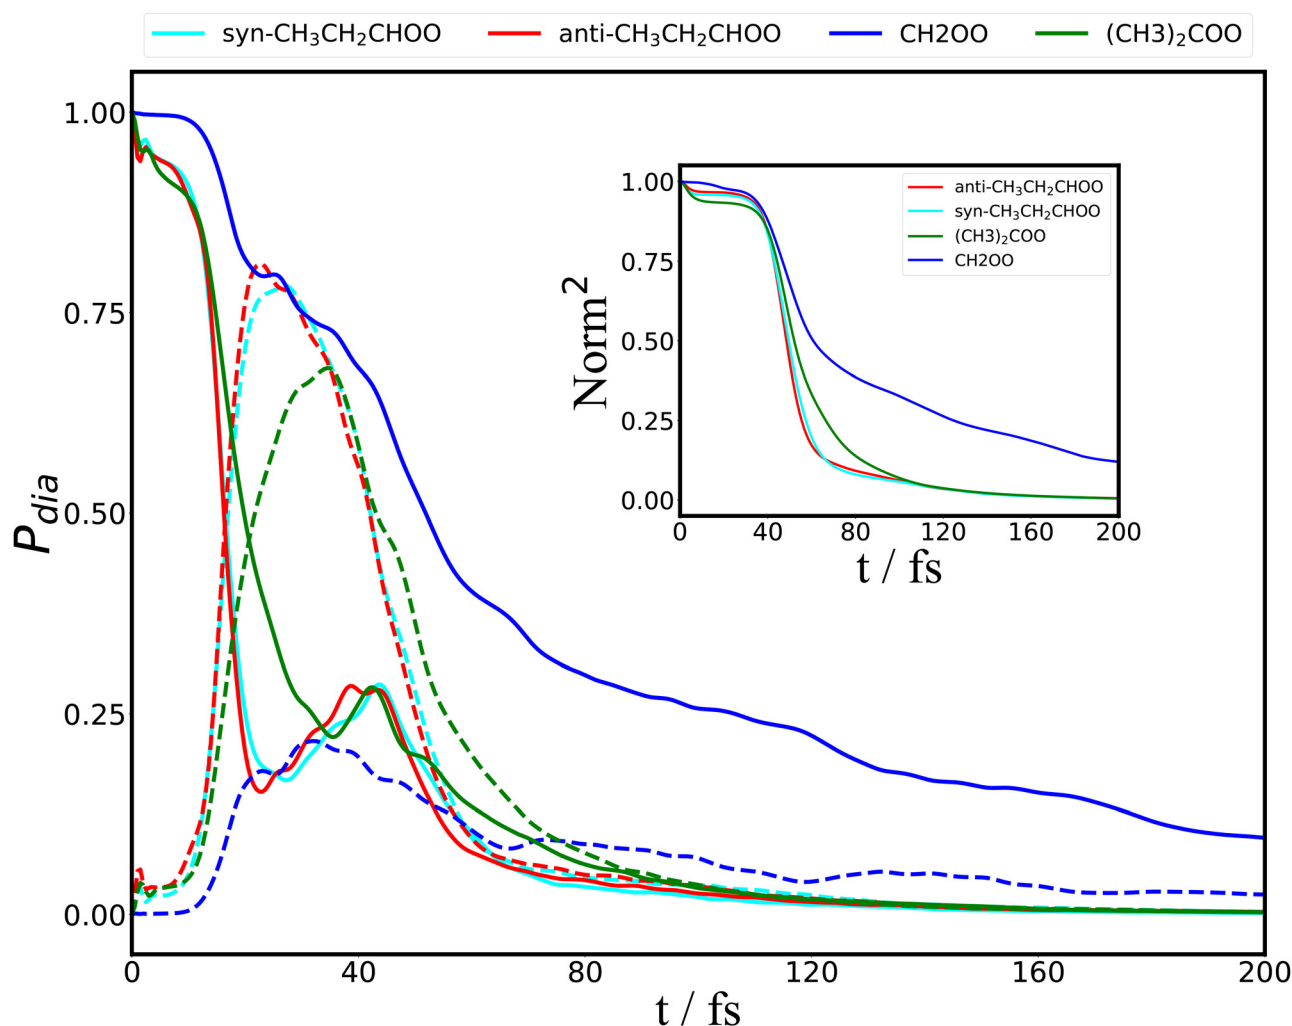 syn-CH₃CH₂CHOO anti-CH₃CH₂CHOO CH2OO (CH3)₂COO
P_dia
1.00
0.75
0.50
0.25
0.00
0 40 80 120 160 200
t / fs
Norm²
1.00
0.75
0.50
0.25
0.00
anti-CH₃CH₂CHOO
syn-CH₃CH₂CHOO
(CH3)₂COO
CH2OO
0 40 80 120 160 200
t / fs